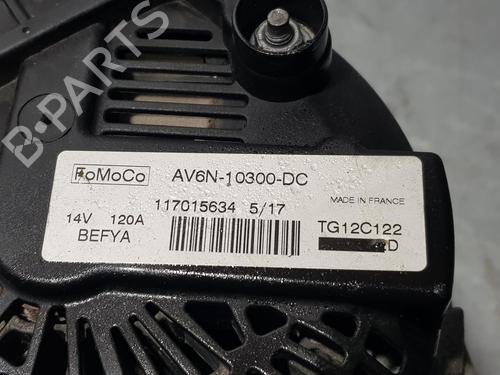 B-PARTS
FoMoCo AV6N-10300-DC MADE IN FRANCE
117015634 5/17
14V 120A TG12C122
BEFYA D